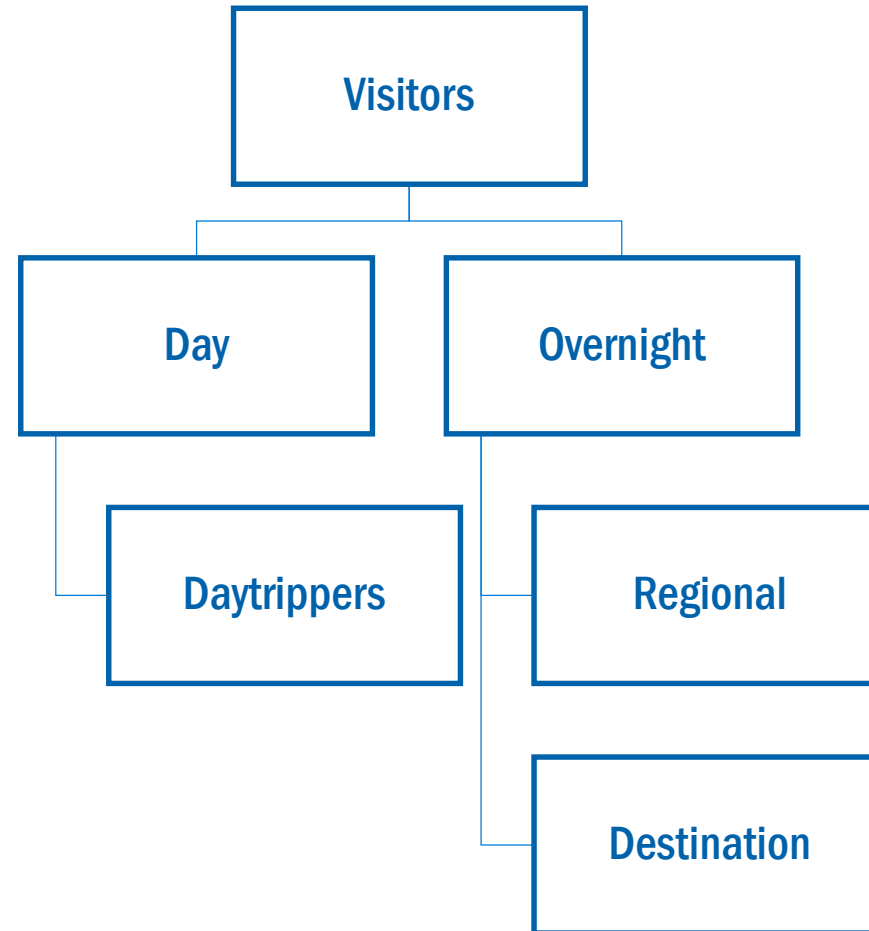 Visitors
Day
Overnight
Daytrippers
Regional
Destination